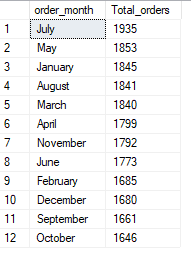 order_month Total_orders
1 July 1935
2 May 1853
3 January 1845
4 August 1841
5 March 1840
6 April 1799
7 November 1792
8 June 1773
9 February 1685
10 December 1680
11 September 1661
12 October 1646